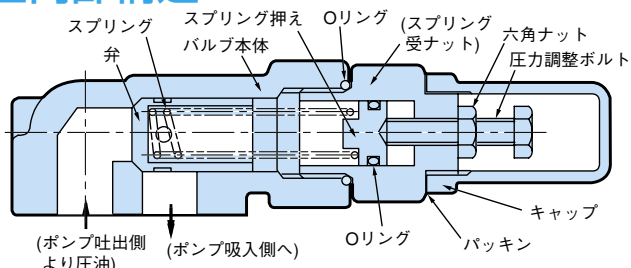 スプリング
スプリング押え
Oリング
(スプリング
受ナット)
六角ナット
弁
バルブ本体
圧力調整ボルト
キャップ
Oリング
パッキン
(ポンプ吐出側
より圧油)
(ポンプ吸入側へ)